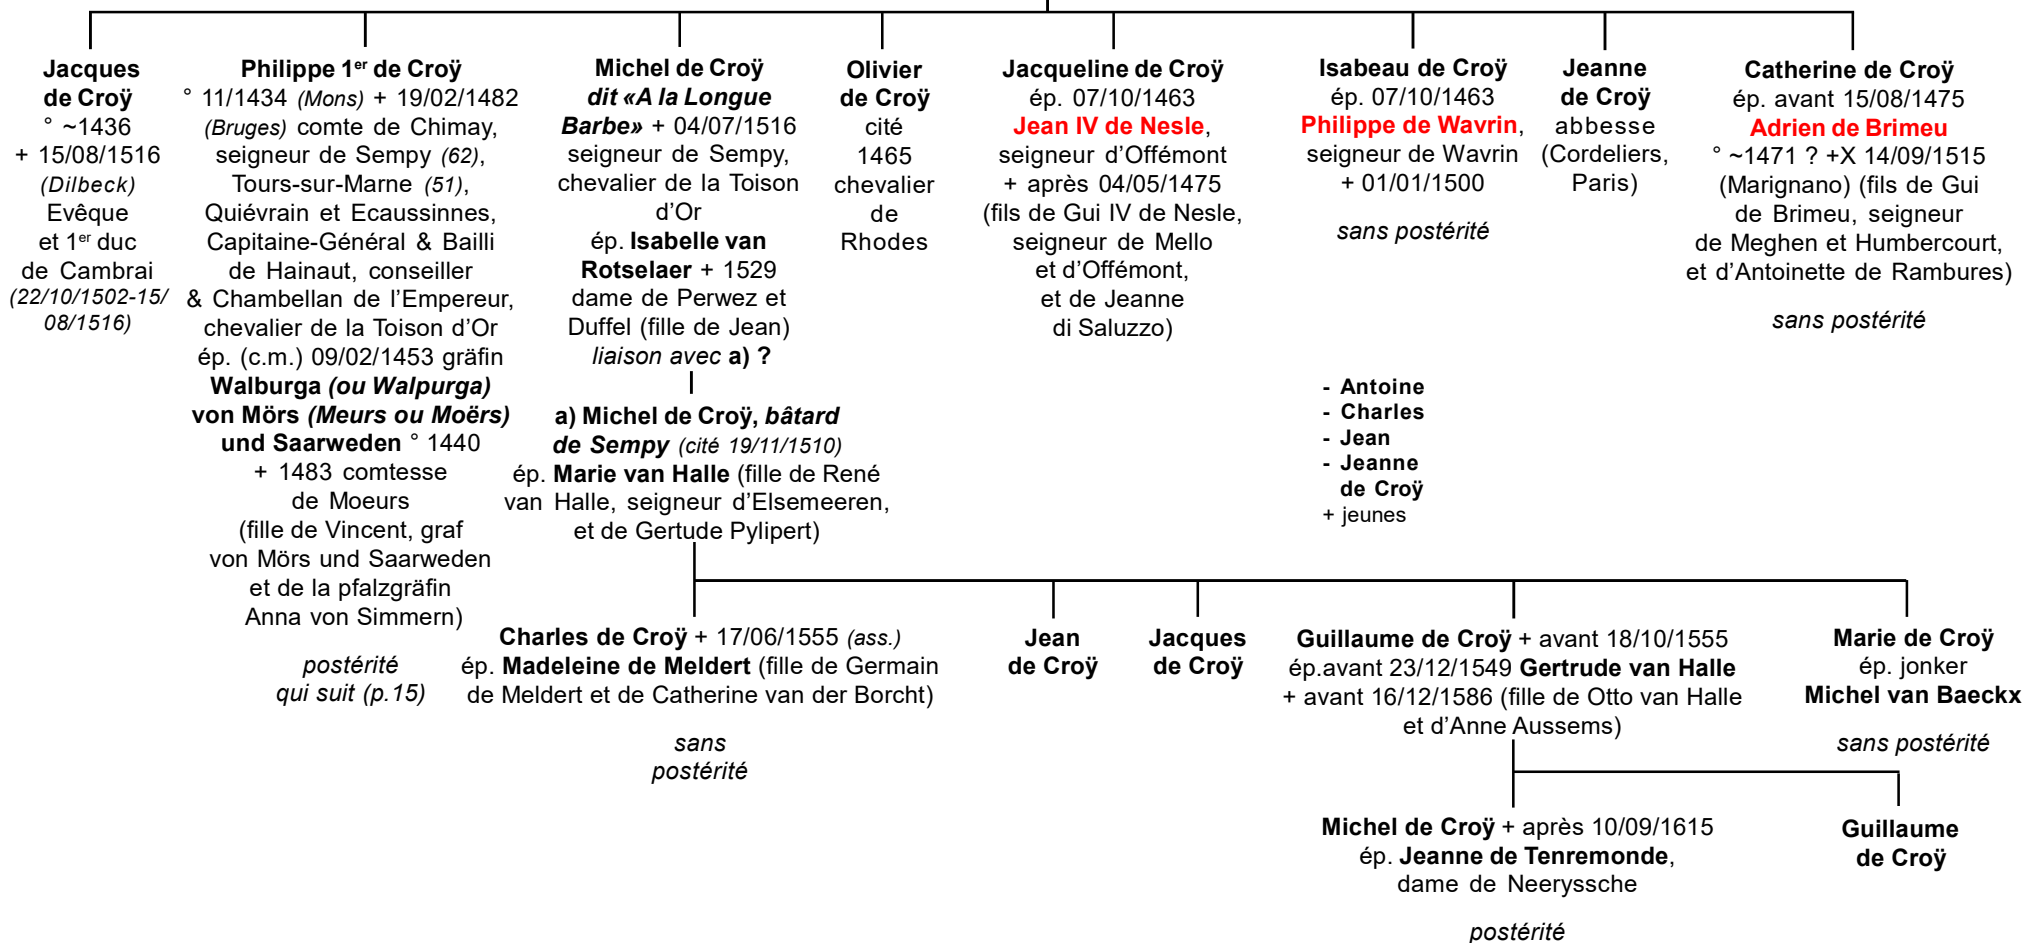 Jacques
de Croÿ
° ~1436
+ 15/08/1516
(Dilbeck)
Evêque
et 1er duc
de Cambrai
(22/10/1502-15/
08/1516)
Philippe 1er de Croÿ
° 11/1434 (Mons) + 19/02/1482
(Bruges) comte de Chimay,
seigneur de Sempy (62),
Tours-sur-Marne (51),
Quiévrain et Ecaussinnes,
Capitaine-Général & Bailli
de Hainaut, conseiller
& Chambellan de l’Empereur,
chevalier de la Toison d’Or
ép. (c.m.) 09/02/1453 gräfin
Walburga (ou Walpurga)
von Mörs (Meurs ou Moërs)
und Saarweden ° 1440
+ 1483 comtesse
de Moeurs
(fille de Vincent, graf
von Mörs und Saarweden
et de la pfalzgräfin
Anna von Simmern)
postérité
qui suit (p.15)
Michel de Croÿ
dit «A la Longue
Barbe» + 04/07/1516
seigneur de Sempy,
chevalier de la Toison
d’Or
ép. Isabelle van
Rotselaer + 1529
dame de Perwez et
Duffel (fille de Jean)
liaison avec a) ?
a) Michel de Croÿ, bâtard
de Sempy (cité 19/11/1510)
ép. Marie van Halle (fille de René
van Halle, seigneur d’Elsemeeren,
et de Gertude Pylipert)
Olivier
de Croÿ
cité
1465
chevalier
de
Rhodes
Jacqueline de Croÿ
ép. 07/10/1463
Jean IV de Nesle,
seigneur d’Offémont
+ après 04/05/1475
(fils de Gui IV de Nesle,
seigneur de Mello
et d’Offémont,
et de Jeanne
di Saluzzo)
Isabeau de Croÿ
ép. 07/10/1463
Philippe de Wavrin,
seigneur de Wavrin
+ 01/01/1500
sans postérité
Jeanne
de Croÿ
abbesse
(Cordeliers,
Paris)
Catherine de Croÿ
ép. avant 15/08/1475
Adrien de Brimeu
° ~1471 ? +X 14/09/1515
(Marignano) (fils de Gui
de Brimeu, seigneur
de Meghen et Humbercourt,
et d’Antoinette de Rambures)
sans postérité
- Antoine
- Charles
- Jean
- Jeanne
de Croÿ
+ jeunes
Charles de Croÿ + 17/06/1555 (ass.)
ép. Madeleine de Meldert (fille de Germain
de Meldert et de Catherine van der Borcht)
sans
postérité
Jean
de Croÿ
Jacques
de Croÿ
Guillaume de Croÿ + avant 18/10/1555
ép.avant 23/12/1549 Gertrude van Halle
+ avant 16/12/1586 (fille de Otto van Halle
et d’Anne Aussems)
Marie de Croÿ
ép. jonker
Michel van Baeckx
sans postérité
Michel de Croÿ + après 10/09/1615
ép. Jeanne de Tenremonde,
dame de Neeryssche
postérité
Guillaume
de Croÿ